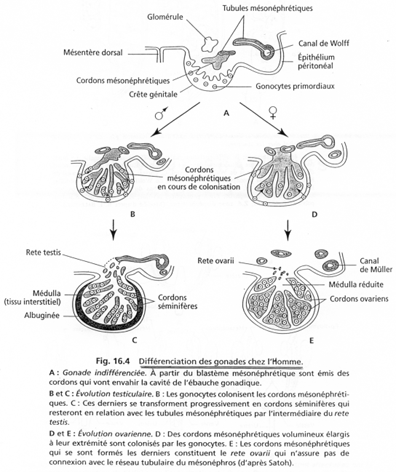 Tubules mésonéphrétiques
Glomérule
Mésentère dorsal
Canal de Wolff
Épithélium
péritonéal
Cordons mésonéphrétiques
Crête génitale
Gonocytes primordiaux
A
♂
♀
Cordons
mésonéphrétiques
en cours de colonisation
B
D
Rete testis
Rete ovarii
Canal
de Müller
Médulla
(tissu interstitiel)
Albuginée
Cordons
séminifères
Médulla réduite
Cordons ovariens
C
E
Fig. 16.4 Différenciation des gonades chez l'Homme.
A : Gonade indifférenciée. À partir du blastème mésonéphrétique sont émis des
cordons qui vont envahir la cavité de l'ébauche gonadique.
B et C : Évolution testiculaire. B : Les gonocytes colonisent les cordons mésonéphréti-
ques. C : Ces derniers se transforment progressivement en cordons séminifères qui
resteront en relation avec les tubules mésonéphrétiques par l'intermédiaire du rete
testis.
D et E : Évolution ovarienne. D : Des cordons mésonéphrétiques volumineux élargis
à leur extrémité sont colonisés par les gonocytes. E : Les cordons mésonéphrétiques
qui se sont formés les derniers constituent le rete ovarii qui n'assure pas de
connexion avec le réseau tubulaire du mésonéphros (d'après Satoh).